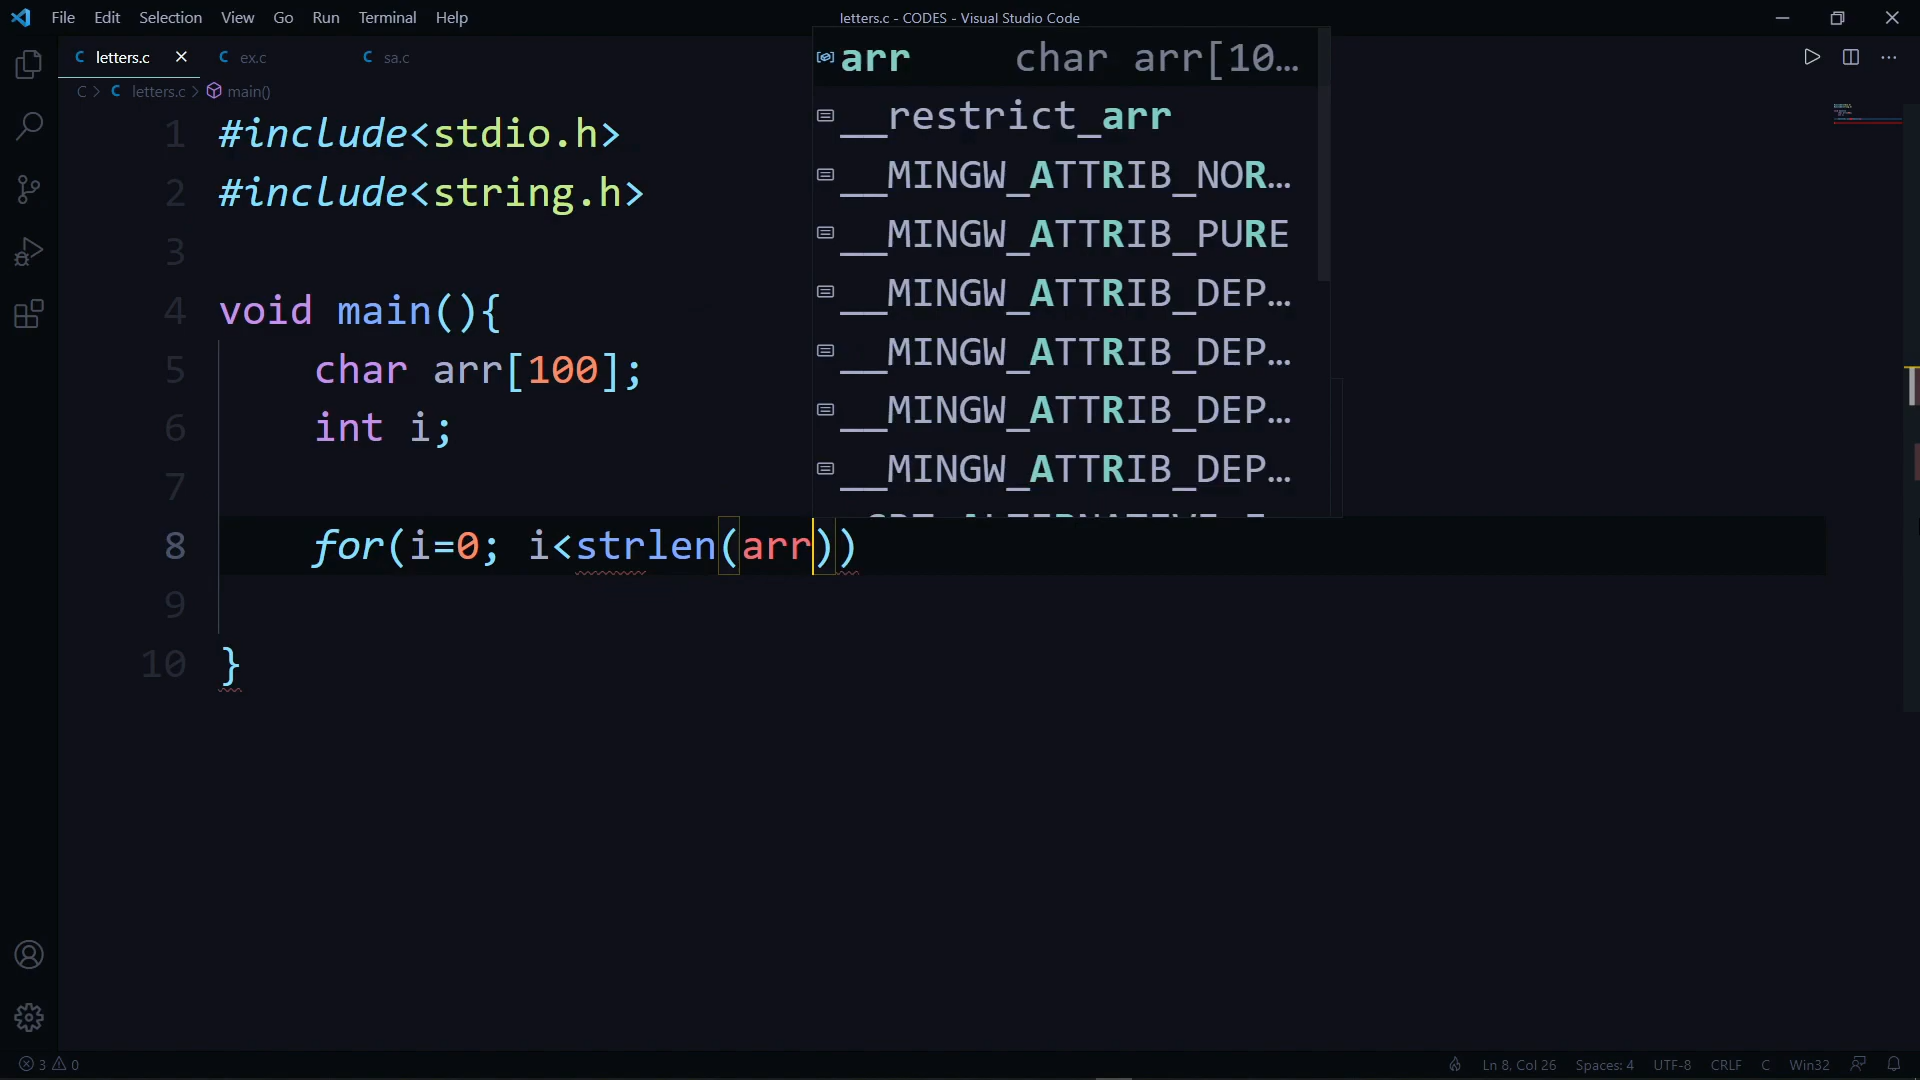 File Edit Selection View Go Run Terminal Help
letters.c - CODES - Visual Studio Code
letters.c
ex.c
sa.c
C > letters.c > main()
1 #include<stdio.h>
2 #include<string.h>
3
4 void main(){
5 char arr[100];
6 int i;
7
8 for(i=0; i<strlen(arr))
9
10 }
arr char arr[10…
__restrict_arr
__MINGW_ATTRIB_NOR…
__MINGW_ATTRIB_PURE
__MINGW_ATTRIB_DEP…
__MINGW_ATTRIB_DEP…
__MINGW_ATTRIB_DEP…
__MINGW_ATTRIB_DEP…
3 0
Ln 8, Col 26 Spaces: 4 UTF-8 CRLF C Win32